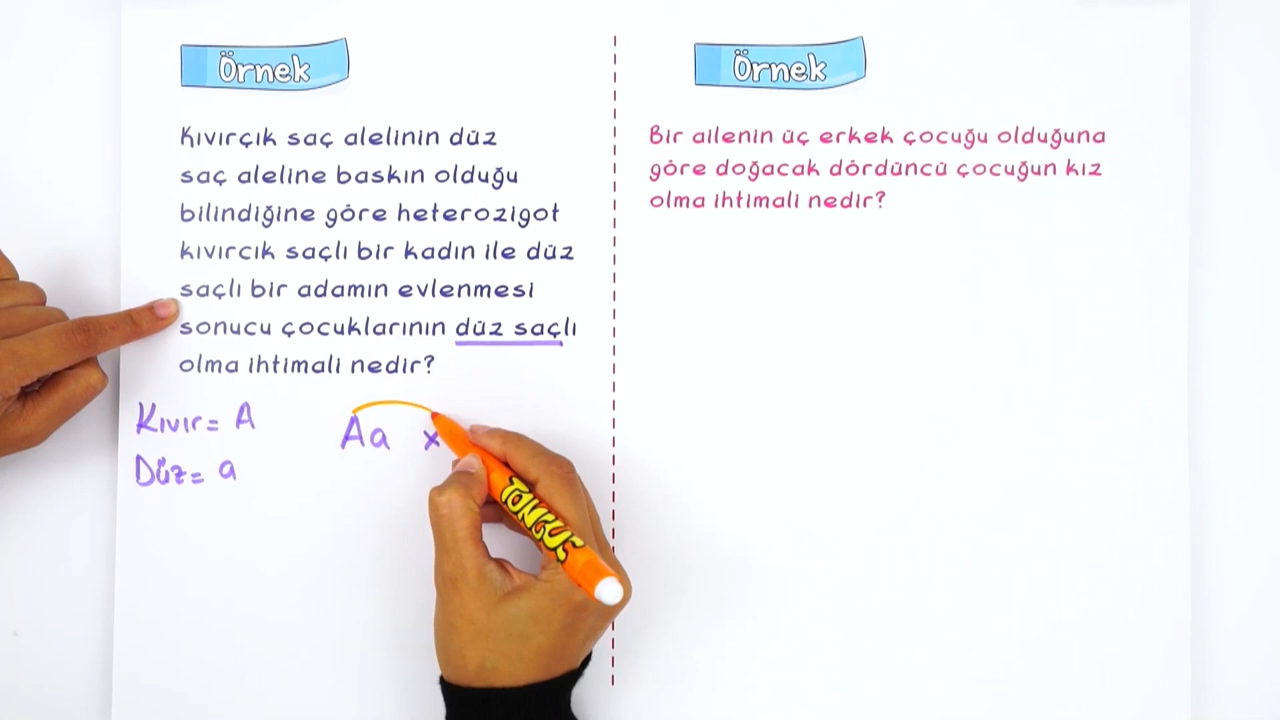 Örnek
Kıvırçık saç alelinin düz
saç aleline baskın olduğu
bilindiğine göre heterozigot
kıvırcık saçlı bir kadın ile düz
saçlı bir adamın evlenmesi
sonucu çocuklarının düz saçlı
olma ihtimali nedir?
Kıvır= A
Düz= a
Aa x
TONGUÇ
Örnek
Bir ailenin üç erkek çocuğu olduğuna
göre doğacak dördüncü çocuğun kız
olma ihtimali nedir?